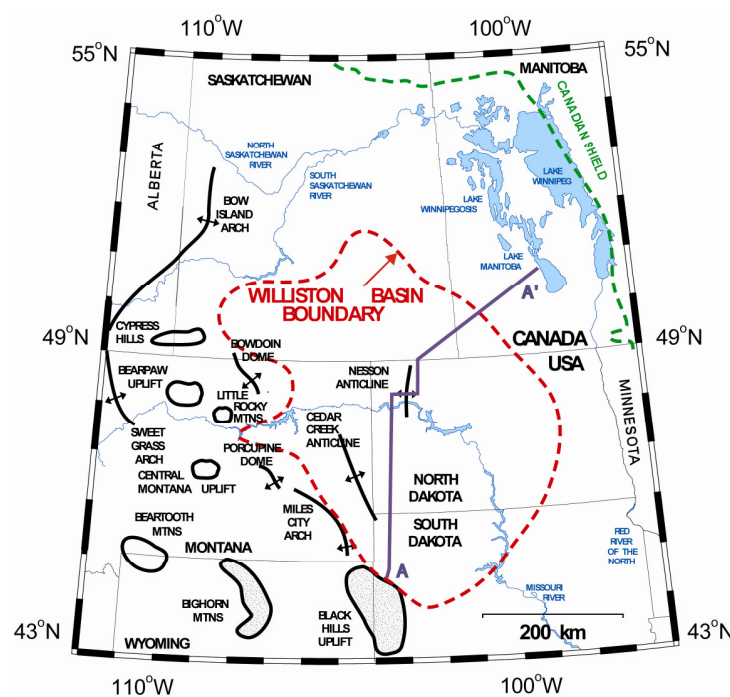 110°W
100°W
55°N
55°N
SASKATCHEWAN
MANITOBA
CANADIAN SHIELD
NORTH
SASKATCHEWAN
RIVER
SOUTH
SASKATCHEWAN
RIVER
ALBERTA
LAKE
WINNIPEG
LAKE
WINNIPEGOSIS
BOW
ISLAND
ARCH
LAKE
MANITOBA
WILLISTON BASIN
BOUNDARY
A'
CYPRESS
HILLS
CANADA
USA
49°N
49°N
BOWDOIN
DOME
BEARPAW
UPLIFT
NESSON
ANTICLINE
LITTLE
ROCKY
MTNS
MINNESOTA
CEDAR
CREEK
ANTICLINE
SWEET
GRASS
ARCH
PORCUPINE
DOME
CENTRAL
MONTANA UPLIFT
NORTH
DAKOTA
SOUTH
DAKOTA
MILES
CITY
ARCH
BEARTOOTH
MTNS
RED
RIVER
OF THE
NORTH
MONTANA
A
MISSOURI
RIVER
BIGHORN
MTNS
BLACK
HILLS
UPLIFT
200 km
43°N
43°N
WYOMING
110°W
100°W